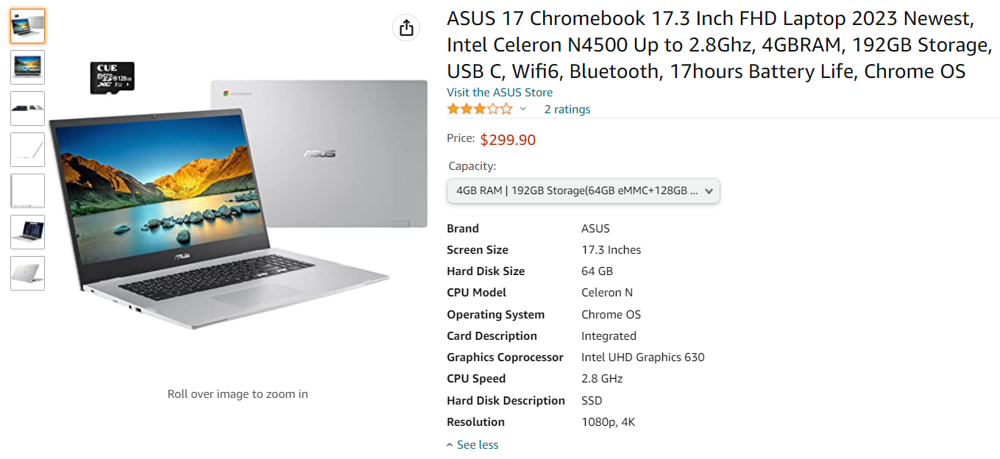 ASUS 17 Chromebook 17.3 Inch FHD Laptop 2023 Newest,
Intel Celeron N4500 Up to 2.8Ghz, 4GBRAM, 192GB Storage,
USB C, Wifi6, Bluetooth, 17hours Battery Life, Chrome OS
Visit the ASUS Store
2 ratings
Price: $299.90
Capacity:
4GB RAM | 192GB Storage(64GB eMMC+128GB ...
Brand ASUS
Screen Size 17.3 Inches
Hard Disk Size 64 GB
CPU Model Celeron N
Operating System Chrome OS
Card Description Integrated
Graphics Coprocessor Intel UHD Graphics 630
CPU Speed 2.8 GHz
Hard Disk Description SSD
Resolution 1080p, 4K
See less
CUE
micro 128GB
XC
chromebook
ASUS
ASUS
Roll over image to zoom in